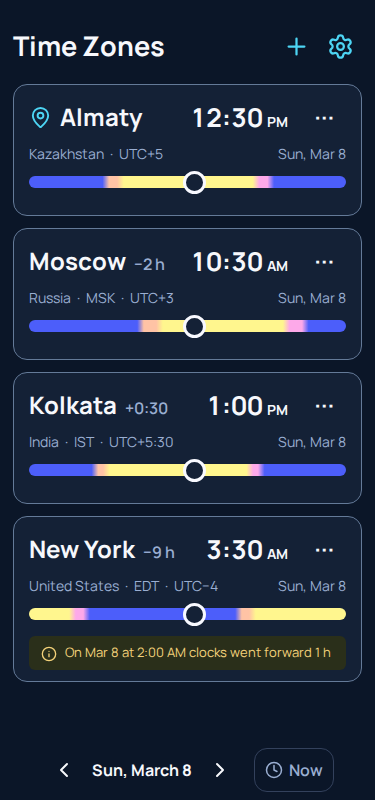 Time Zones
Almaty 12:30 PM ...
Kazakhstan · UTC+5 Sun, Mar 8
Moscow −2 h 10:30 AM ...
Russia · MSK · UTC+3 Sun, Mar 8
Kolkata +0:30 1:00 PM ...
India · IST · UTC+5:30 Sun, Mar 8
New York −9 h 3:30 AM ...
United States · EDT · UTC−4 Sun, Mar 8
On Mar 8 at 2:00 AM clocks went forward 1 h
Sun, March 8 Now